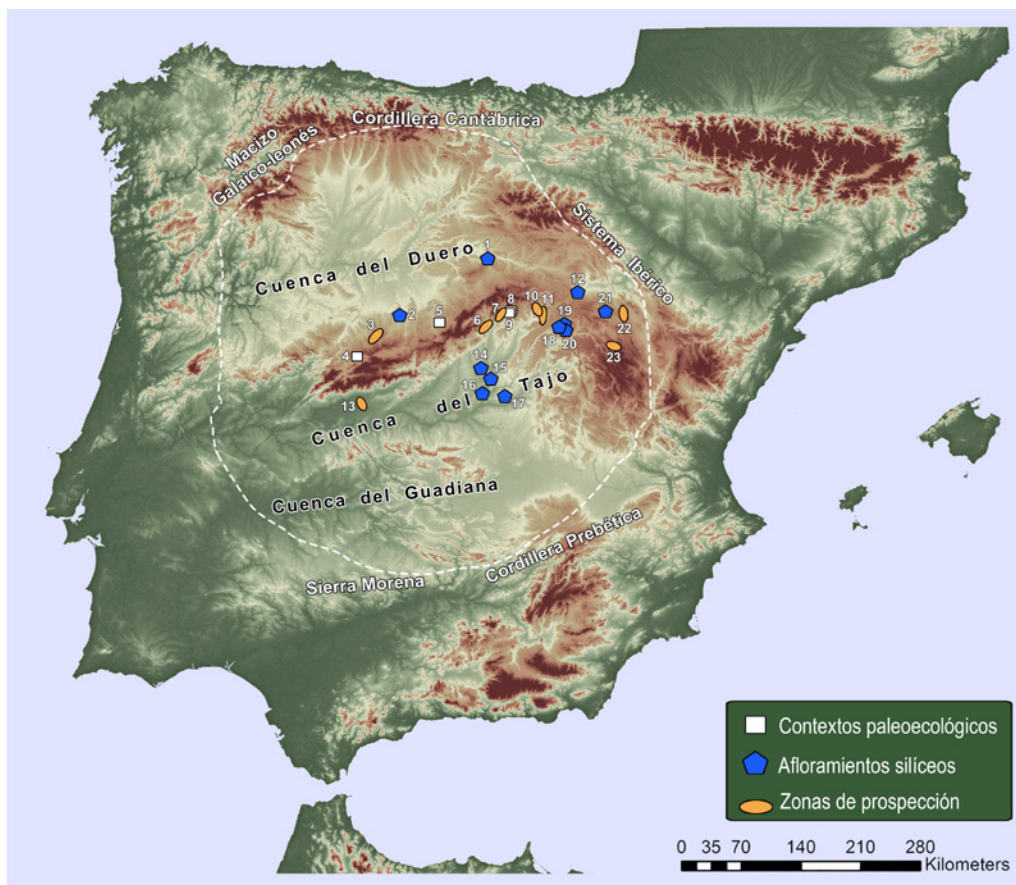 Cordillera Cantábrica
Macizo
Galaico-leonés
Sistema Ibérico
1
Cuenca del Duero
12
2
5
8
7
9
10
11
21
3
6
19
18
20
22
4
23
14
15
16
17
13
Cuenca del Tajo
Cuenca del Guadiana
Cordillera Prebética
Sierra Morena
Contextos paleoecológicos
Afloramientos silíceos
Zonas de prospección
0 35 70 140 210 280
Kilometers